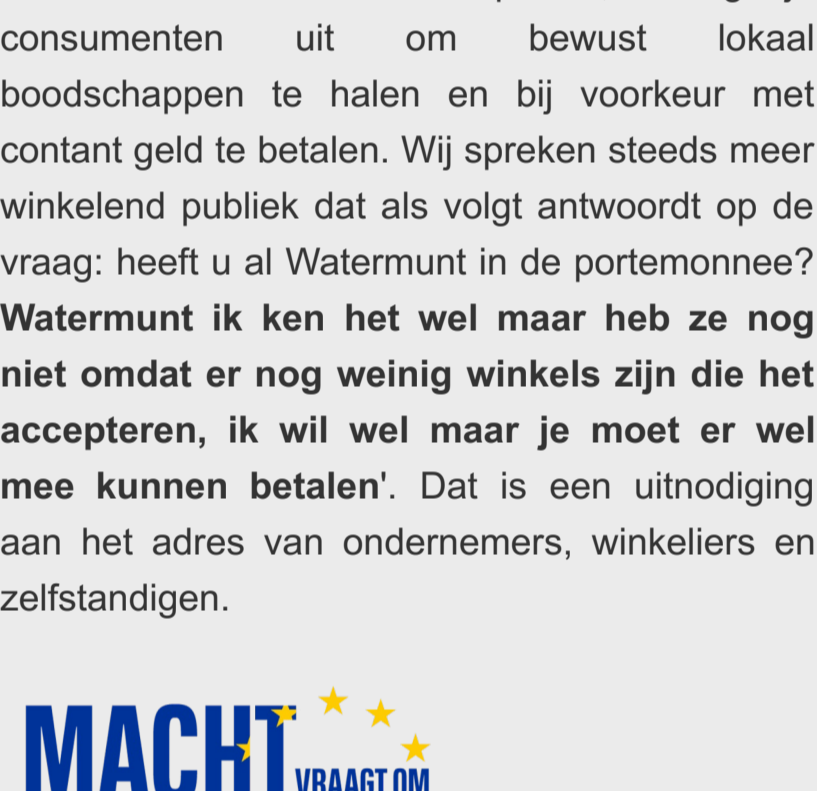 consumenten uit om bewust lokaal
boodschappen te halen en bij voorkeur met
contant geld te betalen. Wij spreken steeds meer
winkelend publiek dat als volgt antwoordt op de
vraag: heeft u al Watermunt in de portemonnee?
Watermunt ik ken het wel maar heb ze nog
niet omdat er nog weinig winkels zijn die het
accepteren, ik wil wel maar je moet er wel
mee kunnen betalen'. Dat is een uitnodiging
aan het adres van ondernemers, winkeliers en
zelfstandigen.
MACHT
VRAAGT OM